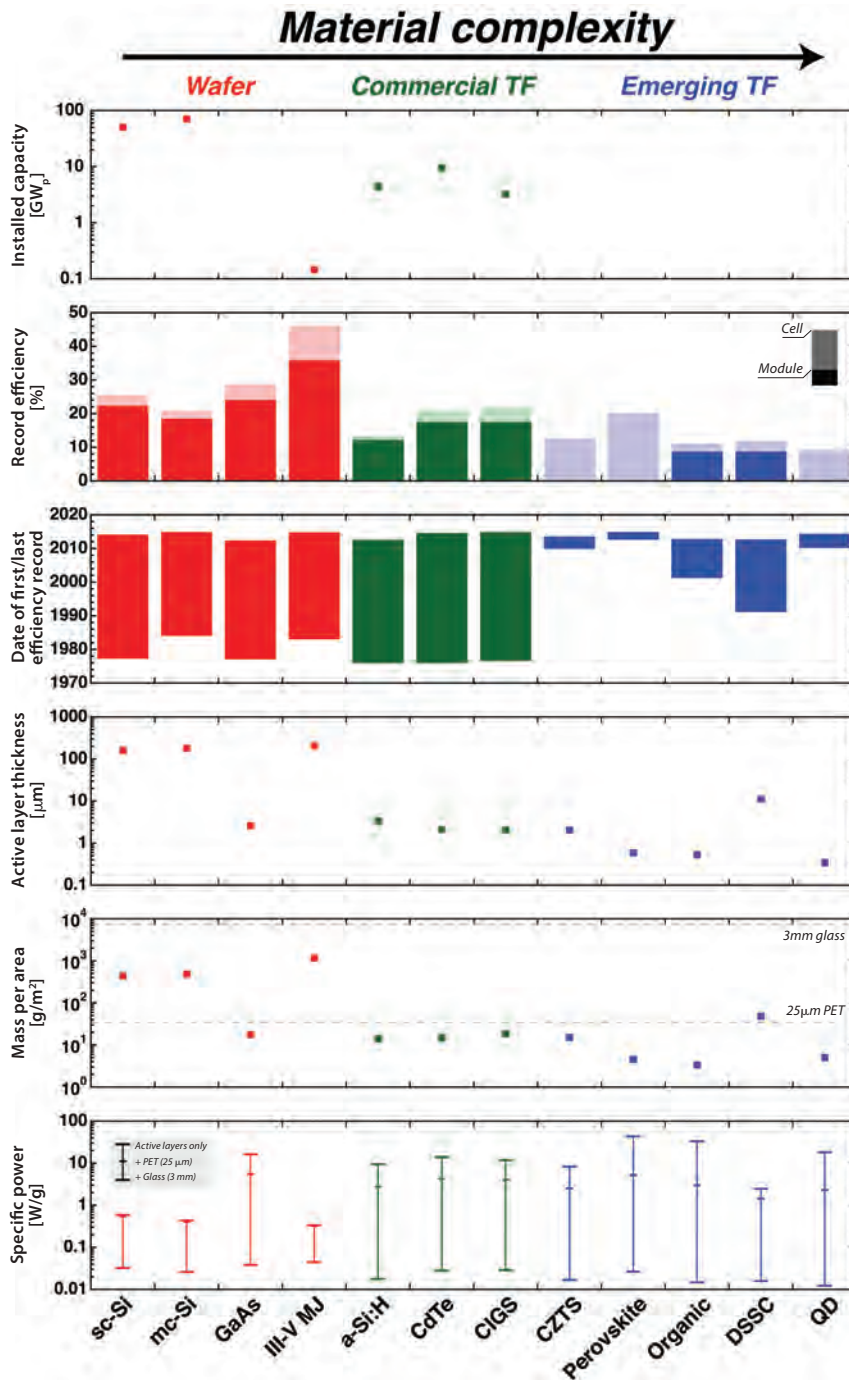 Material complexity
Wafer
Commercial TF
Emerging TF
Installed capacity
[GWp]
100
10
1
0.1
Record efficiency
[%]
50
40
30
20
10
0
Cell
Module
Date of first/last
efficiency record
2020
2010
2000
1990
1980
1970
Active layer thickness
[µm]
1000
100
10
1
0.1
Mass per area
[g/m²]
10⁴
10³
10²
10¹
10⁰
3mm glass
25µm PET
Specific power
[W/g]
100
10
1
0.1
0.01
Active layers only
+ PET (25 µm)
+ Glass (3 mm)
sc-Si
mc-Si
GaAs
III-V MJ
a-Si:H
CdTe
CIGS
CZTS
Perovskite
Organic
DSSC
QD